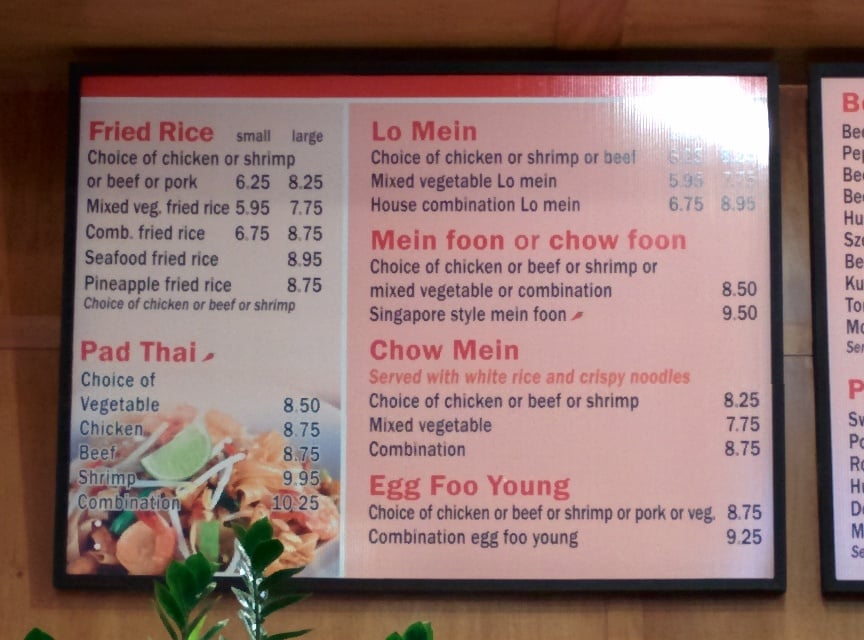 Fried Rice small large
Choice of chicken or shrimp
or beef or pork 6.25 8.25
Mixed veg. fried rice 5.95 7.75
Comb. fried rice 6.75 8.75
Seafood fried rice 8.95
Pineapple fried rice 8.75
Choice of chicken or beef or shrimp
Pad Thai
Choice of
Vegetable 8.50
Chicken 8.75
Beef 8.75
Shrimp 9.95
Combination 10.25
Lo Mein
Choice of chicken or shrimp or beef
Mixed vegetable Lo mein 5.95 7.75
House combination Lo mein 6.75 8.95
Mein foon or chow foon
Choice of chicken or beef or shrimp or
mixed vegetable or combination 8.50
Singapore style mein foon 9.50
Chow Mein
Served with white rice and crispy noodles
Choice of chicken or beef or shrimp 8.25
Mixed vegetable 7.75
Combination 8.75
Egg Foo Young
Choice of chicken or beef or shrimp or pork or veg. 8.75
Combination egg foo young 9.25